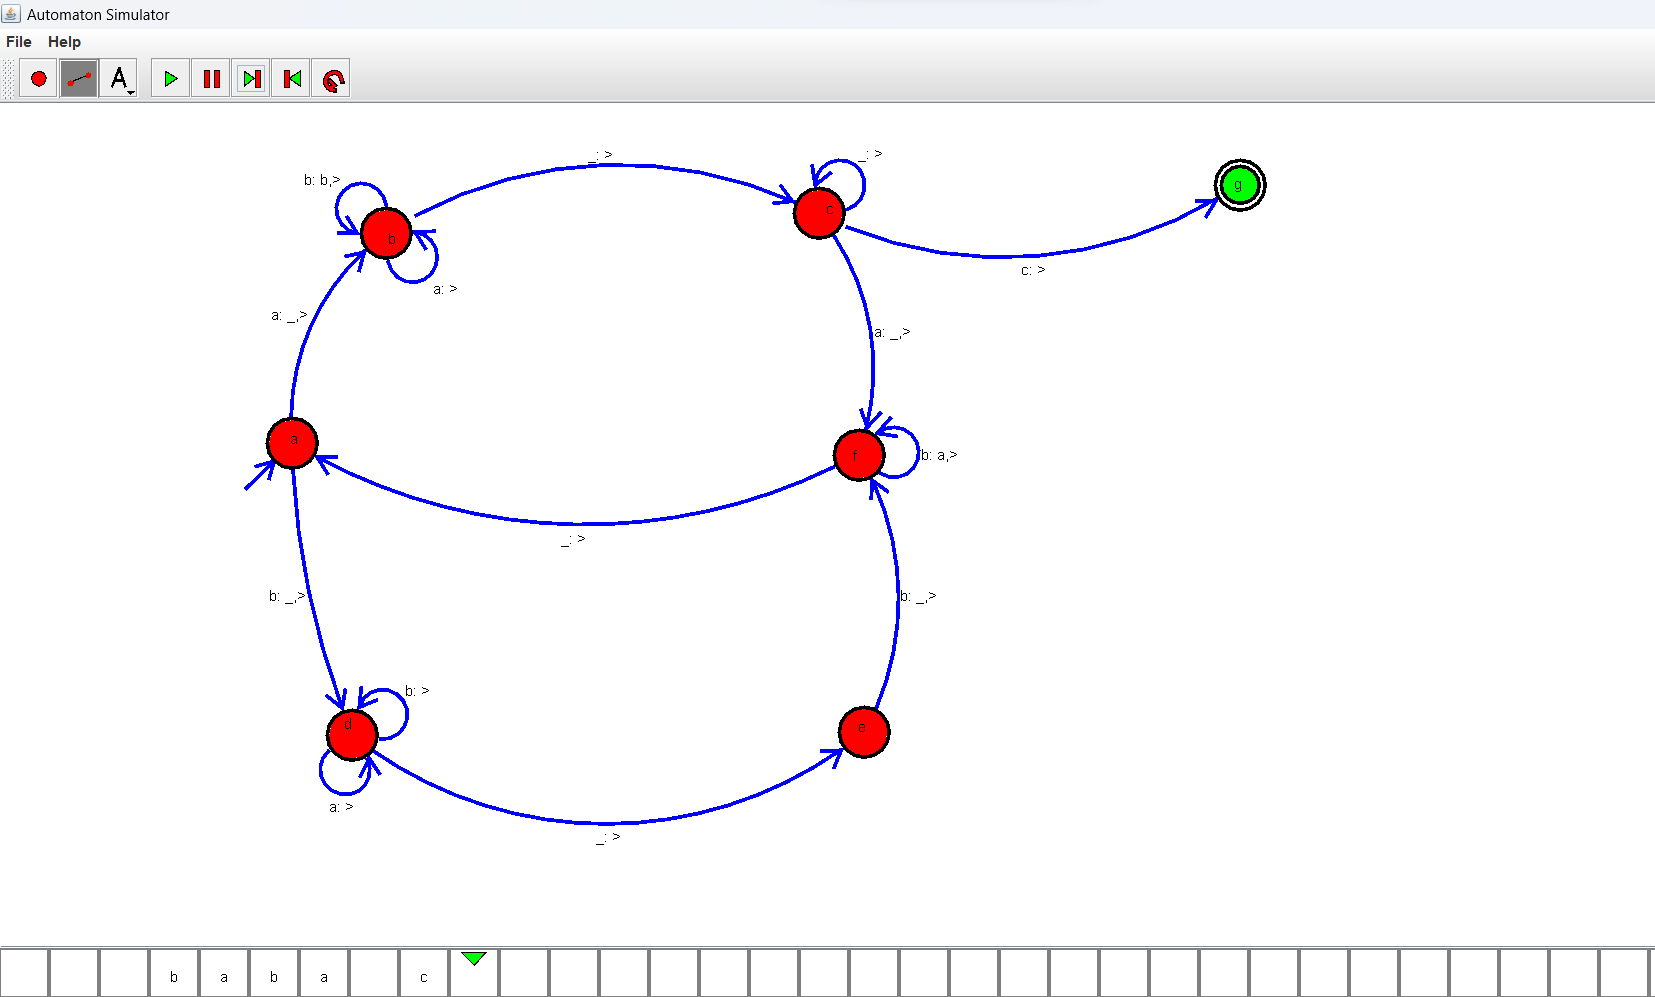 Automaton Simulator
File Help
A
_: >
_: >
b: b,>
g
c
b
c: >
a: >
a: _,>
a: _,>
a
f
b: a,>
_: >
b: _,>
b: _,>
b: >
d
e
a: >
_: >
b a b a c